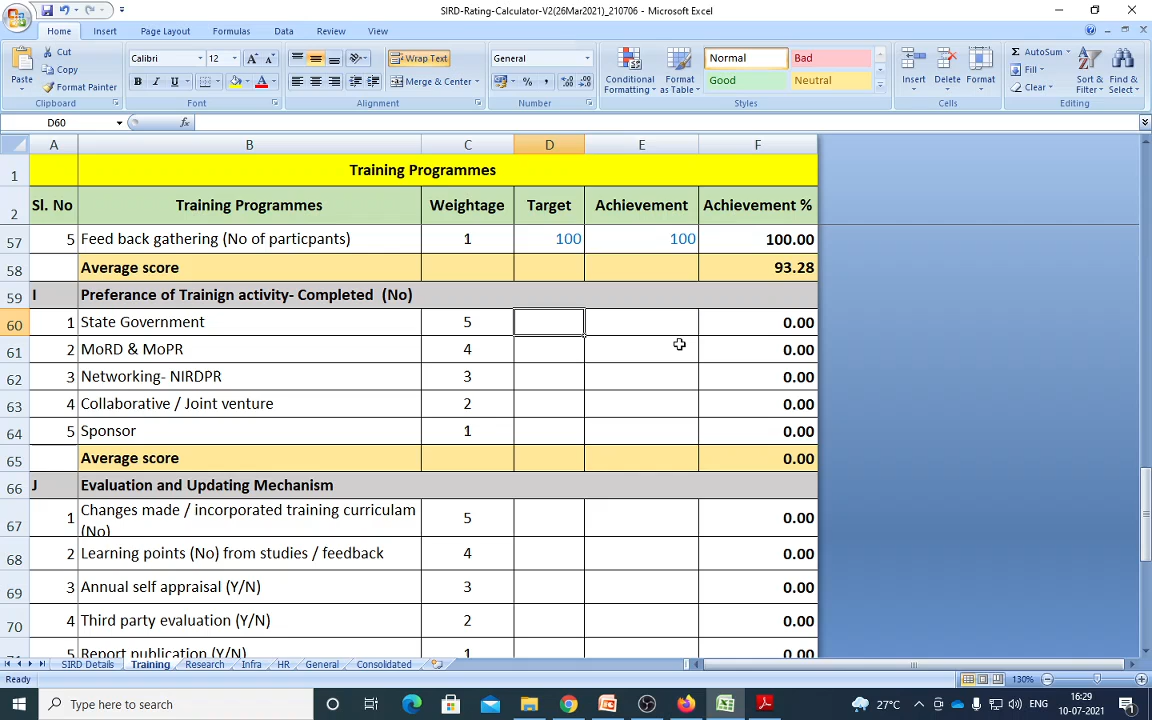 SIRD-Rating-Calculator-V2(26Mar2021)_210706 - Microsoft Excel
Home Insert Page Layout Formulas Data Review View
Paste
Cut
Copy
Format Painter
Clipboard
Calibri 12
B I U
Font
Wrap Text
Merge & Center
Alignment
General
Number
Conditional Formatting
Format as Table
Normal Bad
Good Neutral
Styles
Insert Delete Format
Cells
Σ AutoSum
Fill
Clear
Sort & Filter
Find & Select
Editing
D60 fx
A B C D E F
1 Training Programmes
2 Sl. No Training Programmes Weightage Target Achievement Achievement %
57 5 Feed back gathering (No of particpants) 1 100 100 100.00
58 Average score 93.28
59 I Preferance of Trainign activity- Completed (No)
60 1 State Government 5 0.00
61 2 MoRD & MoPR 4 0.00
62 3 Networking- NIRDPR 3 0.00
63 4 Collaborative / Joint venture 2 0.00
64 5 Sponsor 1 0.00
65 Average score 0.00
66 J Evaluation and Updating Mechanism
67 1 Changes made / incorporated training curriculam (No) 5 0.00
68 2 Learning points (No) from studies / feedback 4 0.00
69 3 Annual self appraisal (Y/N) 3 0.00
70 4 Third party evaluation (Y/N) 2 0.00
71 5 Report publication (Y/N) 1 0.00
SIRD Details Training Research Infra HR General Consolidated
Ready 130%
Type here to search
27°C ENG
16:29
10-07-2021